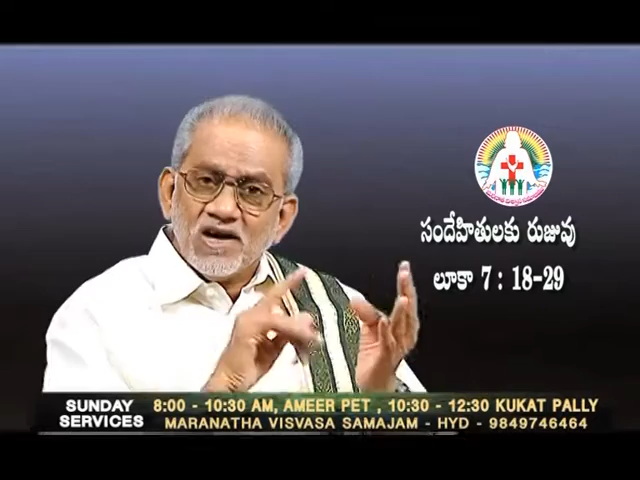 సందేహితులకు రుజువు
లూకా 7 : 18-29
SUNDAY SERVICES
8:00 - 10:30 AM, AMEER PET , 10:30 - 12:30 KUKAT PALLY
MARANATHA VISVASA SAMAJAM - HYD - 9849746464